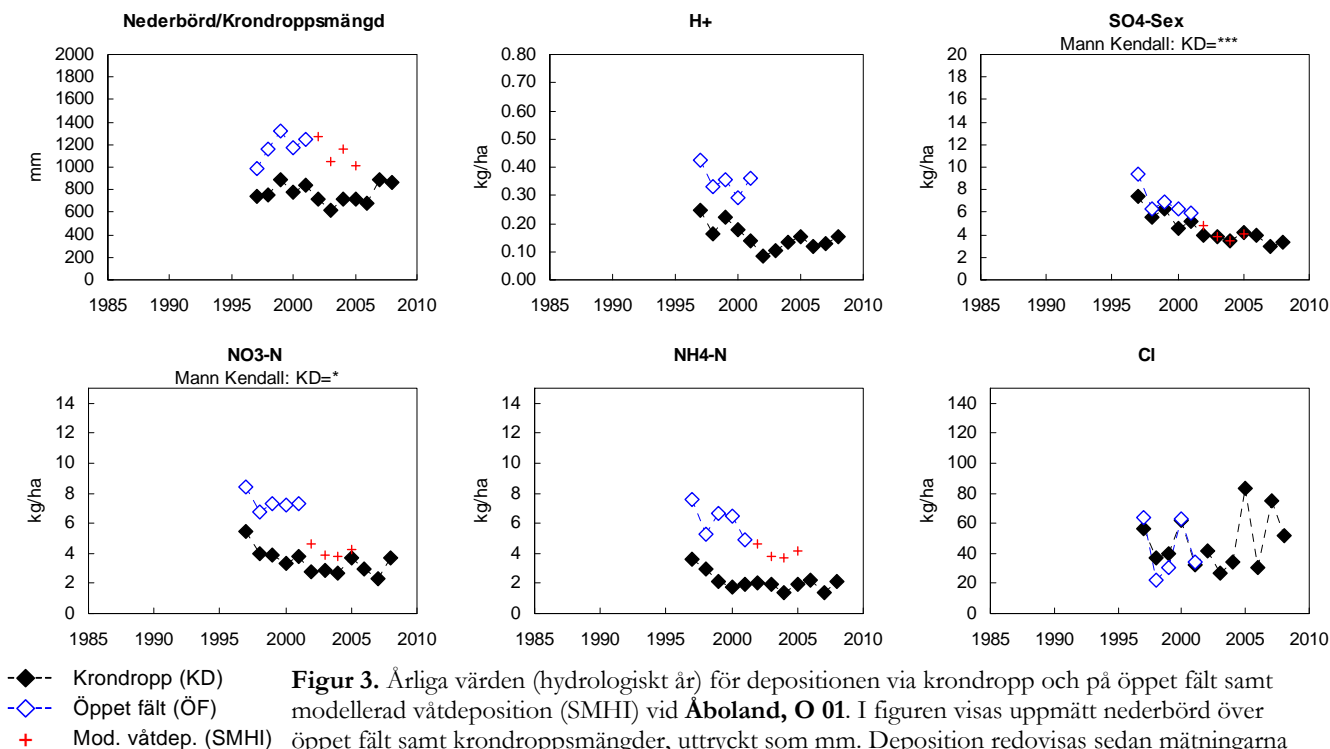 Nederbörd/Krondroppsmängd
2000
1800
1600
1400
1200
1000
800
600
400
200
0
mm
1985 1990 1995 2000 2005 2010
H+
0.80
0.70
0.60
0.50
0.40
0.30
0.20
0.10
0.00
kg/ha
1985 1990 1995 2000 2005 2010
SO4-Sex
Mann Kendall: KD=***
20
18
16
14
12
10
8
6
4
2
0
kg/ha
1985 1990 1995 2000 2005 2010
NO3-N
Mann Kendall: KD=*
14
12
10
8
6
4
2
0
kg/ha
1985 1990 1995 2000 2005 2010
NH4-N
14
12
10
8
6
4
2
0
kg/ha
1985 1990 1995 2000 2005 2010
Cl
140
120
100
80
60
40
20
0
kg/ha
1985 1990 1995 2000 2005 2010
Krondropp (KD)
Öppet fält (ÖF)
Mod. våtdep. (SMHI)
Figur 3. Årliga värden (hydrologiskt år) för depositionen via krondropp och på öppet fält samt
modellerad våtdeposition (SMHI) vid Åboland, O 01. I figuren visas uppmätt nederbörd över
öppet fält samt krondroppsmängder, uttryckt som mm. Deposition redovisas sedan mätningarna